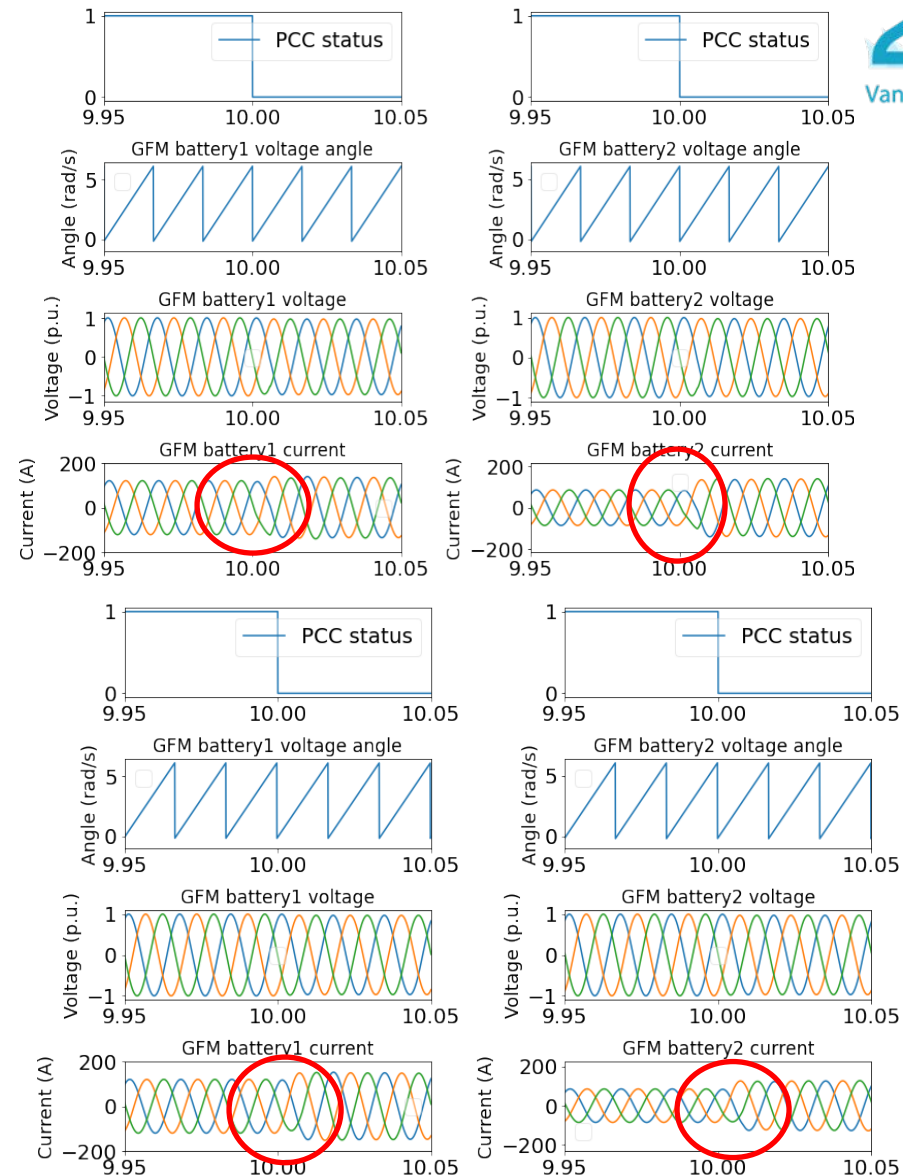 1
PCC status
0
9.95 10.00 10.05
GFM battery1 voltage angle
Angle (rad/s)
5
0
9.95 10.00 10.05
GFM battery1 voltage
Voltage (p.u.)
1
0
−1
9.95 10.00 10.05
GFM battery1 current
Current (A)
200
0
−200
9.95 10.00 10.05
1
PCC status
0
9.95 10.00 10.05
GFM battery2 voltage angle
Angle (rad/s)
5
0
9.95 10.00 10.05
GFM battery2 voltage
Voltage (p.u.)
1
0
−1
9.95 10.00 10.05
GFM battery2 current
Current (A)
200
0
−200
9.95 10.00 10.05
Van
1
PCC status
0
9.95 10.00 10.05
GFM battery1 voltage angle
Angle (rad/s)
5
0
9.95 10.00 10.05
GFM battery1 voltage
Voltage (p.u.)
1
0
−1
9.95 10.00 10.05
GFM battery1 current
Current (A)
200
0
−200
9.95 10.00 10.05
1
PCC status
0
9.95 10.00 10.05
GFM battery2 voltage angle
Angle (rad/s)
5
0
9.95 10.00 10.05
GFM battery2 voltage
Voltage (p.u.)
1
0
−1
9.95 10.00 10.05
GFM battery2 current
Current (A)
200
0
−200
9.95 10.00 10.05